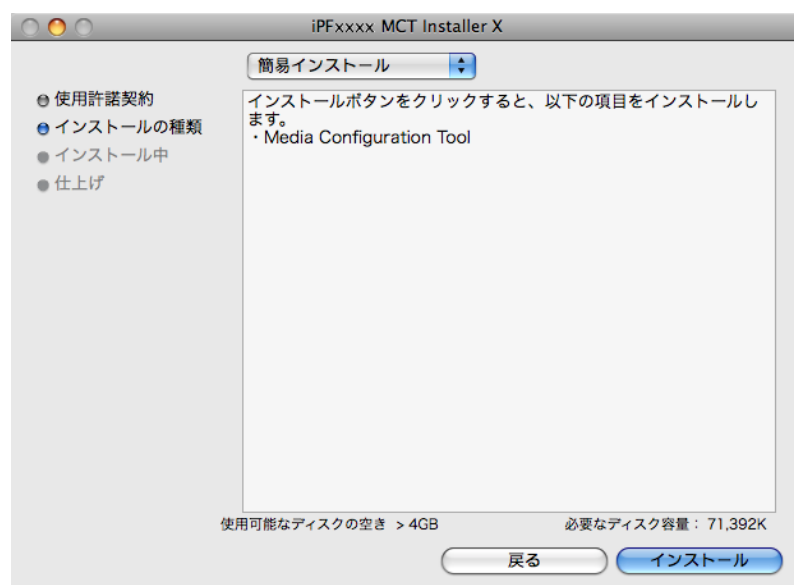 iPFxxxx MCT Installer X
簡易インストール
使用許諾契約
インストールの種類
インストール中
仕上げ
インストールボタンをクリックすると、以下の項目をインストールし
ます。
・Media Configuration Tool
使用可能なディスクの空き > 4GB
必要なディスク容量： 71,392K
戻る
インストール